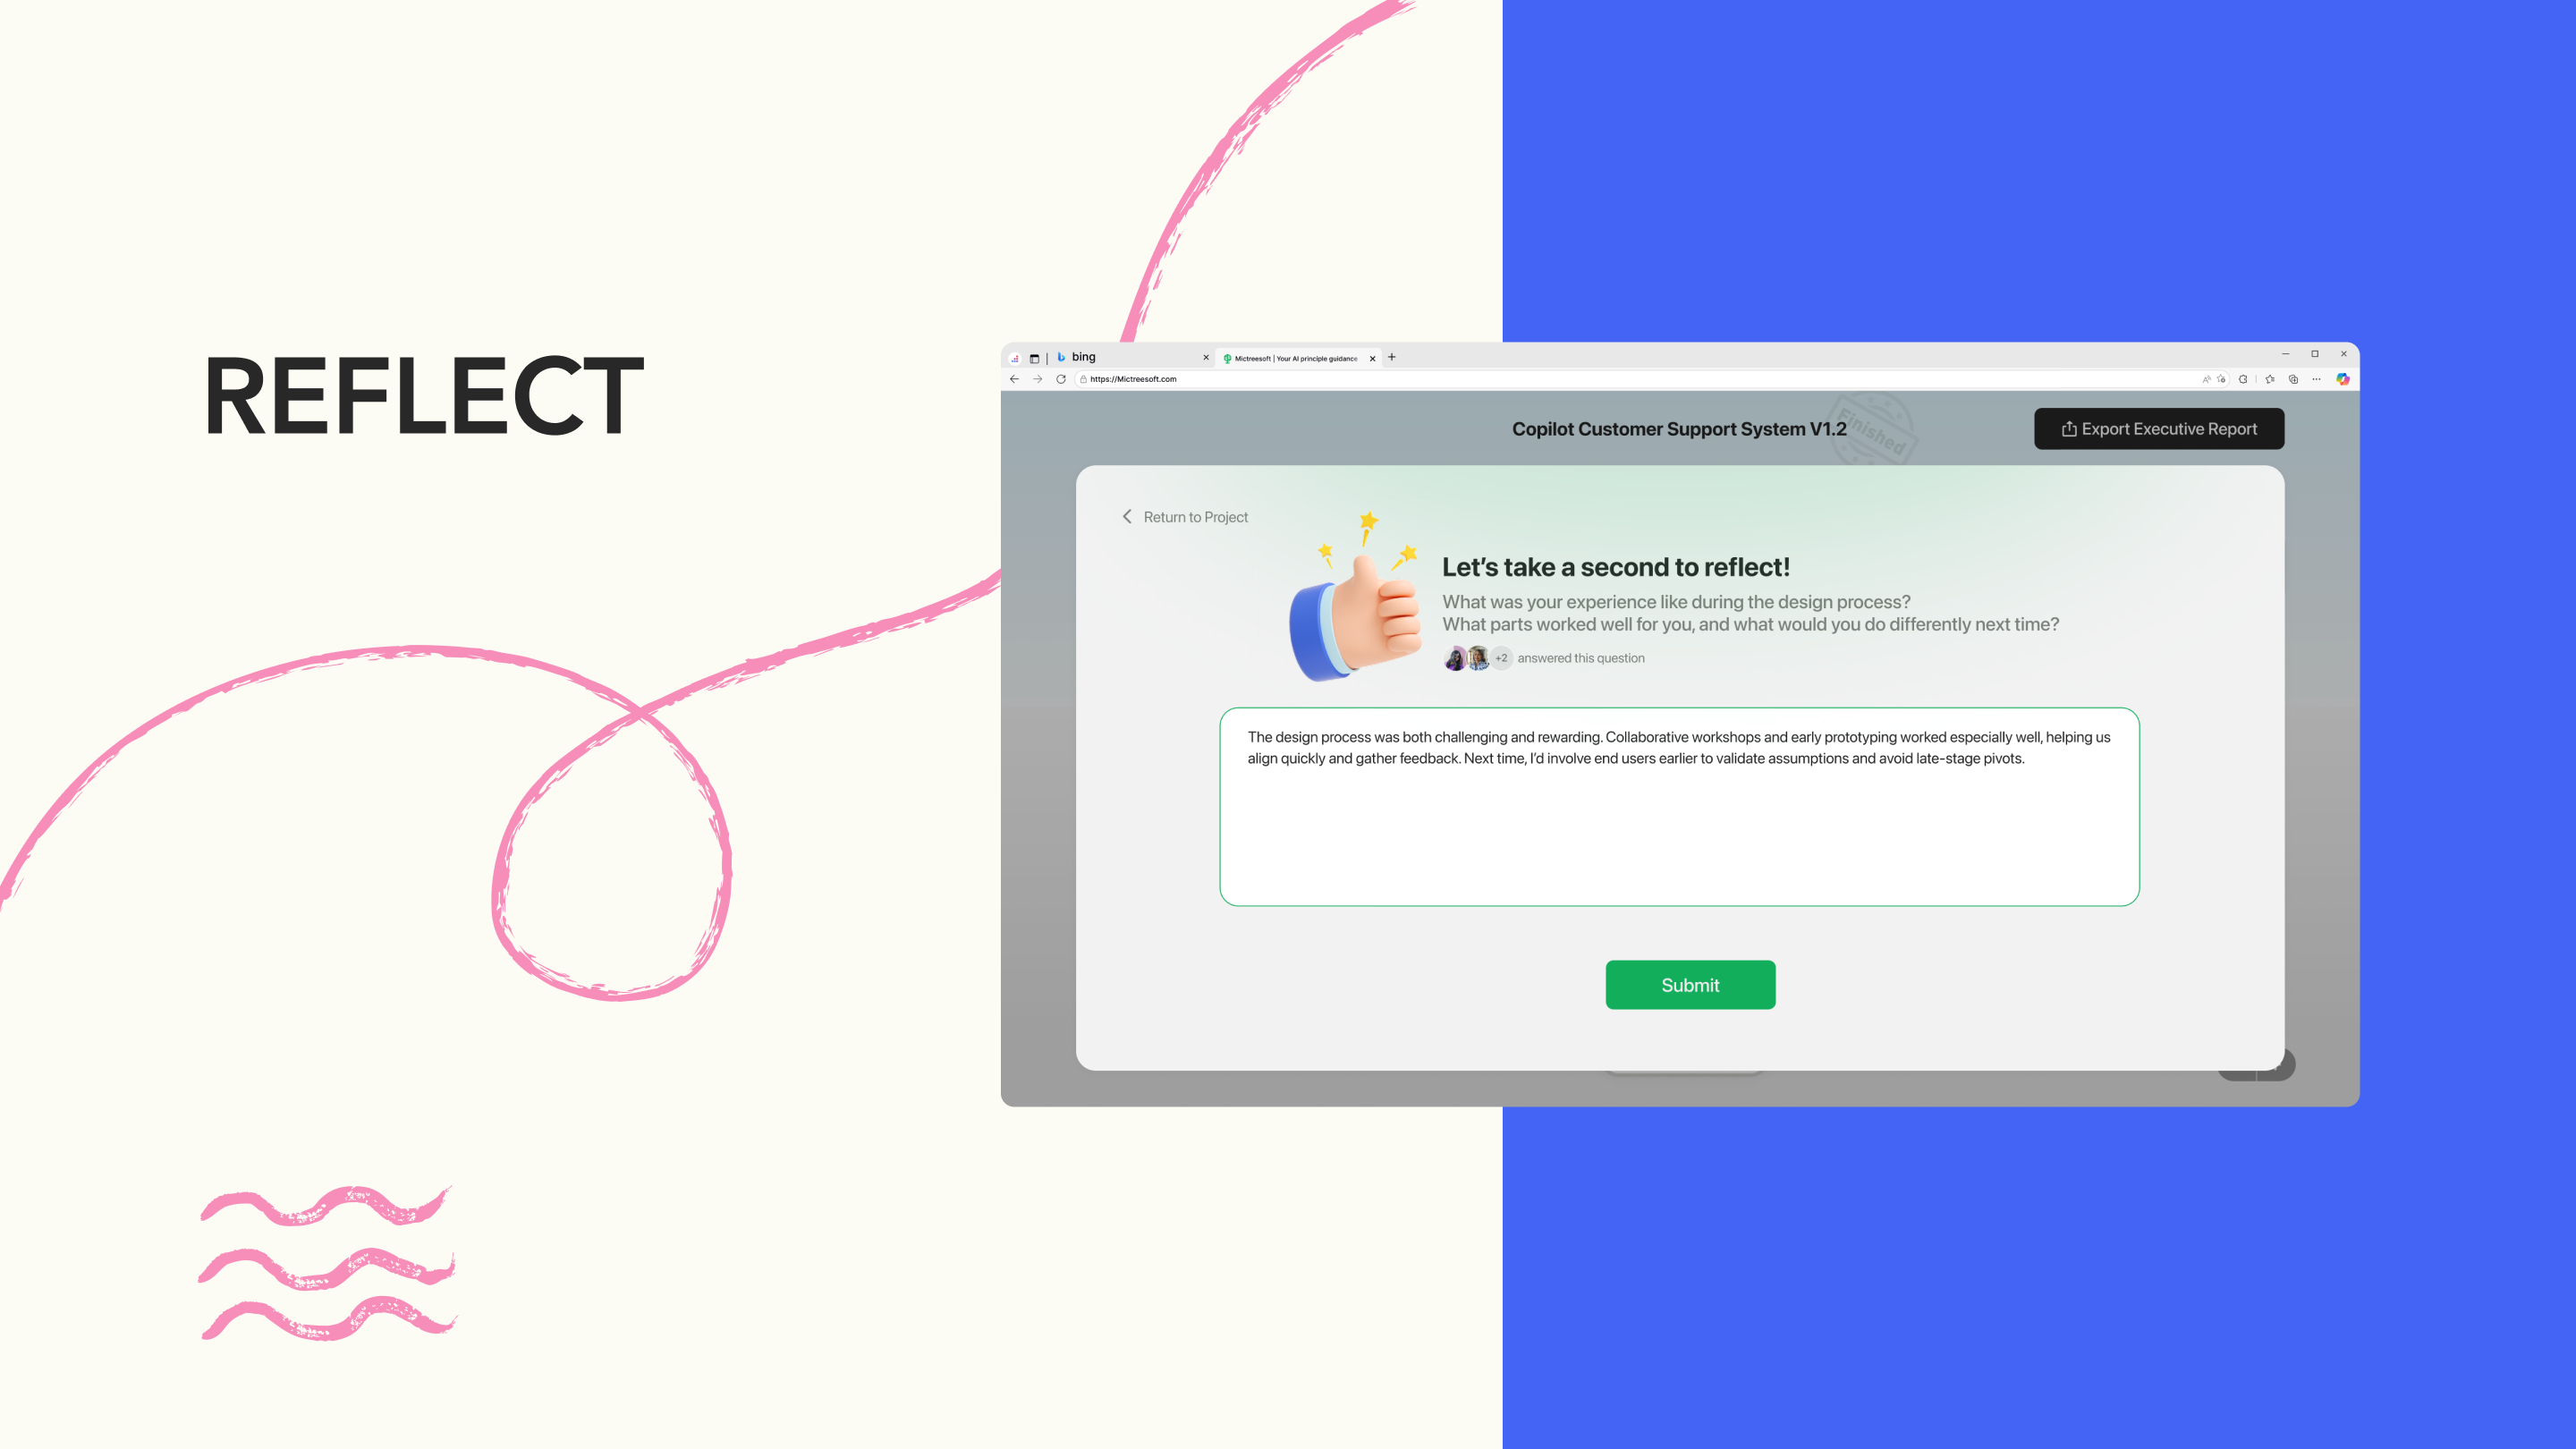 REFLECT
bing
Mictreesoft | Your AI principle guidance
https://Mictreesoft.com
Copilot Customer Support System V1.2
Finished
Export Executive Report
Return to Project
Let's take a second to reflect!
What was your experience like during the design process?
What parts worked well for you, and what would you do differently next time?
+2 answered this question
The design process was both challenging and rewarding. Collaborative workshops and early prototyping worked especially well, helping us
align quickly and gather feedback. Next time, I'd involve end users earlier to validate assumptions and avoid late-stage pivots.
Submit